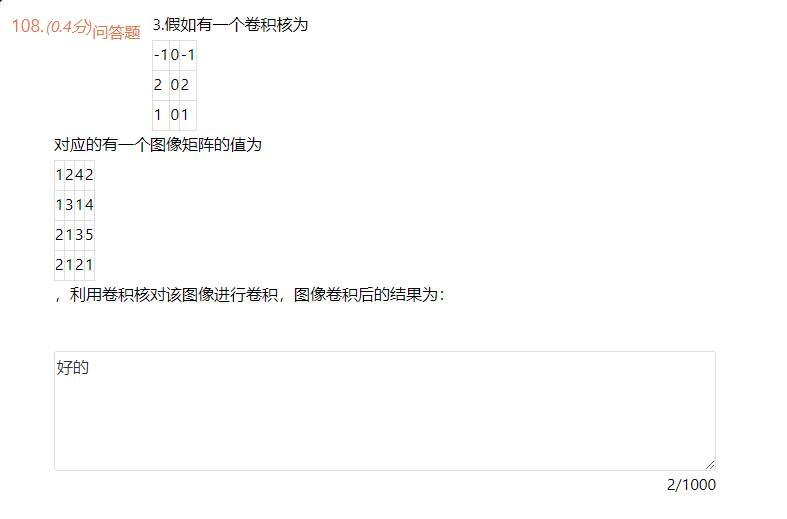 108.(0.4分)问答题 3.假如有一个卷积核为
-1 0 -1
2 0 2
1 0 1
对应的有一个图像矩阵的值为
1 2 4 2
1 3 1 4
2 1 3 5
2 1 2 1
，利用卷积核对该图像进行卷积，图像卷积后的结果为：
好的
2/1000